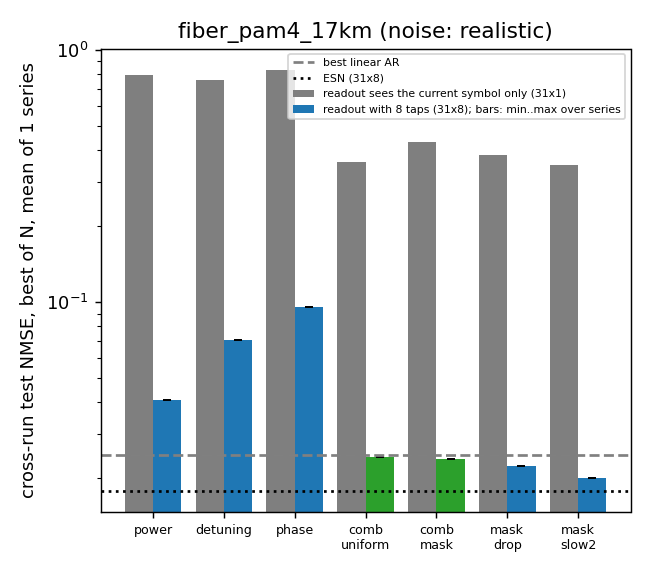 fiber_pam4_17km (noise: realistic)
cross-run test NMSE, best of N, mean of 1 series
10⁰
10⁻¹
best linear AR
ESN (31x8)
readout sees the current symbol only (31x1)
readout with 8 taps (31x8); bars: min..max over series
power
detuning
phase
comb
uniform
comb
mask
mask
drop
mask
slow2